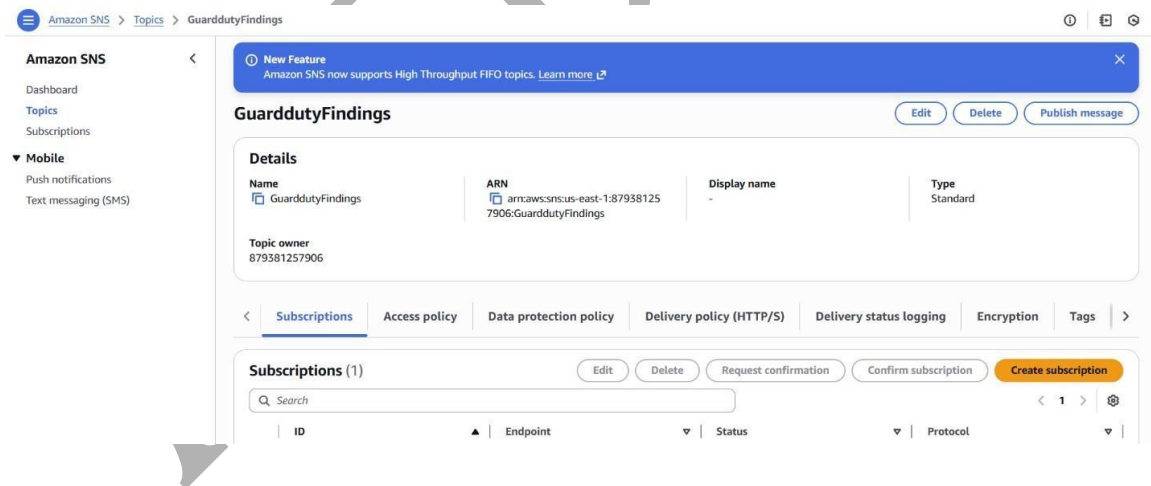 Amazon SNS > Topics > GuarddutyFindings
Amazon SNS
Dashboard
Topics
Subscriptions
Mobile
Push notifications
Text messaging (SMS)
New Feature
Amazon SNS now supports High Throughput FIFO topics. Learn more
GuarddutyFindings
Edit Delete Publish message
Details
Name
GuarddutyFindings
ARN
arn:aws:sns:us-east-1:87938125
7906:GuarddutyFindings
Display name
-
Type
Standard
Topic owner
879381257906
Subscriptions Access policy Data protection policy Delivery policy (HTTP/S) Delivery status logging Encryption Tags
Subscriptions (1) Edit Delete Request confirmation Confirm subscription Create subscription
Search
< 1 >
ID Endpoint Status Protocol